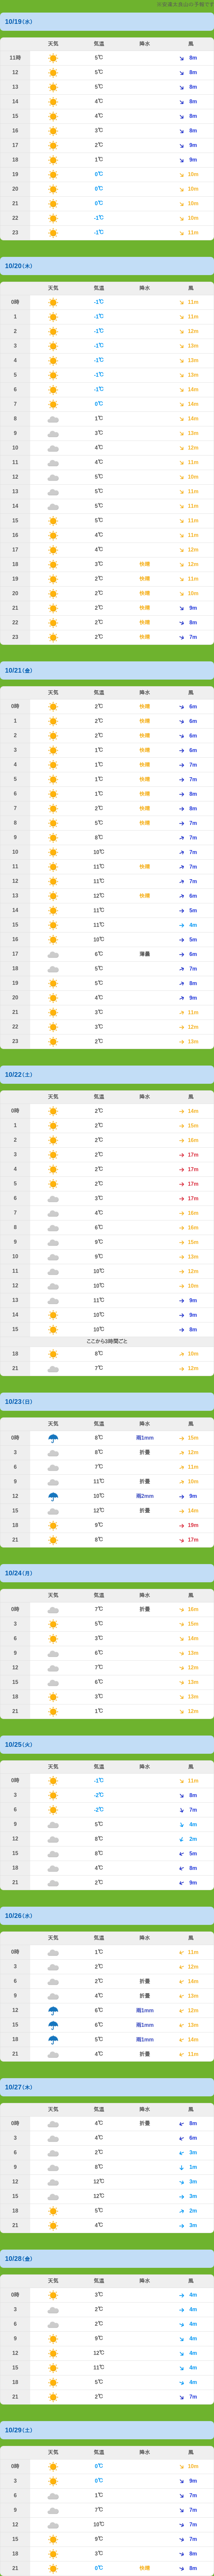 ※安達太良山の予報です
10/19(水)
天気 気温 降水 風
11時 5℃ 8m
12 5℃ 8m
13 5℃ 8m
14 4℃ 8m
15 4℃ 8m
16 3℃ 8m
17 2℃ 9m
18 1℃ 9m
19 0℃ 10m
20 0℃ 10m
21 0℃ 10m
22 -1℃ 10m
23 -1℃ 11m
10/20(木)
天気 気温 降水 風
0時 -1℃ 11m
1 -1℃ 11m
2 -1℃ 12m
3 -1℃ 13m
4 -1℃ 13m
5 -1℃ 13m
6 -1℃ 14m
7 0℃ 14m
8 1℃ 14m
9 3℃ 13m
10 4℃ 12m
11 4℃ 11m
12 5℃ 10m
13 5℃ 11m
14 5℃ 11m
15 5℃ 11m
16 4℃ 11m
17 4℃ 12m
18 3℃ 快晴 12m
19 2℃ 快晴 11m
20 2℃ 快晴 10m
21 2℃ 快晴 9m
22 2℃ 快晴 8m
23 2℃ 快晴 7m
10/21(金)
天気 気温 降水 風
0時 2℃ 快晴 6m
1 2℃ 快晴 6m
2 2℃ 快晴 6m
3 1℃ 快晴 6m
4 1℃ 快晴 7m
5 1℃ 快晴 7m
6 1℃ 快晴 8m
7 2℃ 快晴 8m
8 5℃ 快晴 7m
9 8℃ 7m
10 10℃ 7m
11 11℃ 快晴 7m
12 11℃ 7m
13 12℃ 快晴 6m
14 11℃ 5m
15 11℃ 4m
16 10℃ 5m
17 6℃ 薄曇 6m
18 5℃ 7m
19 5℃ 8m
20 4℃ 9m
21 3℃ 11m
22 3℃ 12m
23 2℃ 13m
10/22(土)
天気 気温 降水 風
0時 2℃ 14m
1 2℃ 15m
2 2℃ 16m
3 2℃ 17m
4 2℃ 17m
5 2℃ 17m
6 3℃ 17m
7 4℃ 16m
8 6℃ 16m
9 9℃ 15m
10 9℃ 13m
11 10℃ 12m
12 10℃ 10m
13 11℃ 9m
14 10℃ 9m
15 10℃ 8m
ここから3時間ごと
18 8℃ 10m
21 7℃ 12m
10/23(日)
天気 気温 降水 風
0時 8℃ 雨1mm 15m
3 8℃ 折曇 12m
6 7℃ 11m
9 11℃ 折曇 10m
12 10℃ 雨2mm 9m
15 12℃ 折曇 14m
18 9℃ 19m
21 8℃ 17m
10/24(月)
天気 気温 降水 風
0時 7℃ 折曇 16m
3 5℃ 15m
6 3℃ 14m
9 6℃ 13m
12 7℃ 12m
15 6℃ 13m
18 3℃ 13m
21 1℃ 12m
10/25(火)
天気 気温 降水 風
0時 -1℃ 11m
3 -2℃ 8m
6 -2℃ 7m
9 5℃ 4m
12 8℃ 2m
15 8℃ 5m
18 4℃ 8m
21 2℃ 9m
10/26(水)
天気 気温 降水 風
0時 1℃ 11m
3 2℃ 12m
6 2℃ 折曇 14m
9 4℃ 折曇 13m
12 6℃ 雨1mm 12m
15 6℃ 雨1mm 13m
18 5℃ 雨1mm 14m
21 4℃ 折曇 11m
10/27(木)
天気 気温 降水 風
0時 4℃ 折曇 8m
3 4℃ 6m
6 2℃ 3m
9 8℃ 1m
12 12℃ 3m
15 12℃ 3m
18 5℃ 2m
21 4℃ 3m
10/28(金)
天気 気温 降水 風
0時 3℃ 4m
3 2℃ 4m
6 2℃ 4m
9 9℃ 4m
12 12℃ 4m
15 11℃ 4m
18 5℃ 4m
21 2℃ 7m
10/29(土)
天気 気温 降水 風
0時 0℃ 10m
3 0℃ 9m
6 1℃ 7m
9 7℃ 7m
12 10℃ 7m
15 9℃ 7m
18 3℃ 8m
21 0℃ 快晴 8m